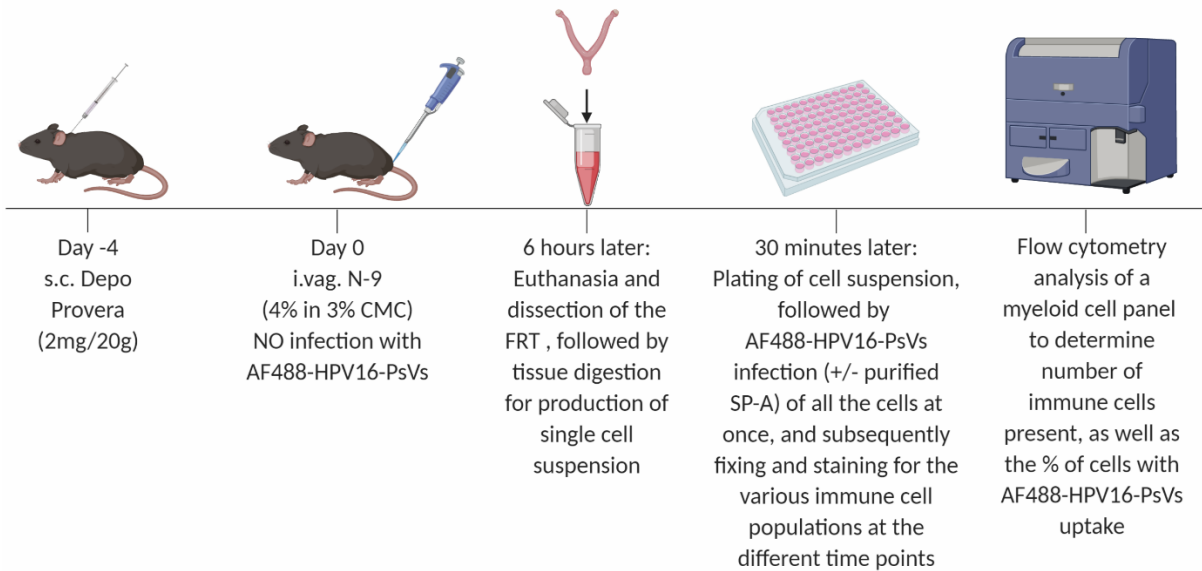 Day -4
s.c. Depo
Provera
(2mg/20g)
Day 0
i.vag. N-9
(4% in 3% CMC)
NO infection with
AF488-HPV16-PsVs
6 hours later:
Euthanasia and
dissection of the
FRT , followed by
tissue digestion
for production of
single cell
suspension
30 minutes later:
Plating of cell suspension,
followed by
AF488-HPV16-PsVs
infection (+/- purified
SP-A) of all the cells at
once, and subsequently
fixing and staining for the
various immune cell
populations at the
different time points
Flow cytometry
analysis of a
myeloid cell panel
to determine
number of
immune cells
present, as well as
the % of cells with
AF488-HPV16-PsVs
uptake